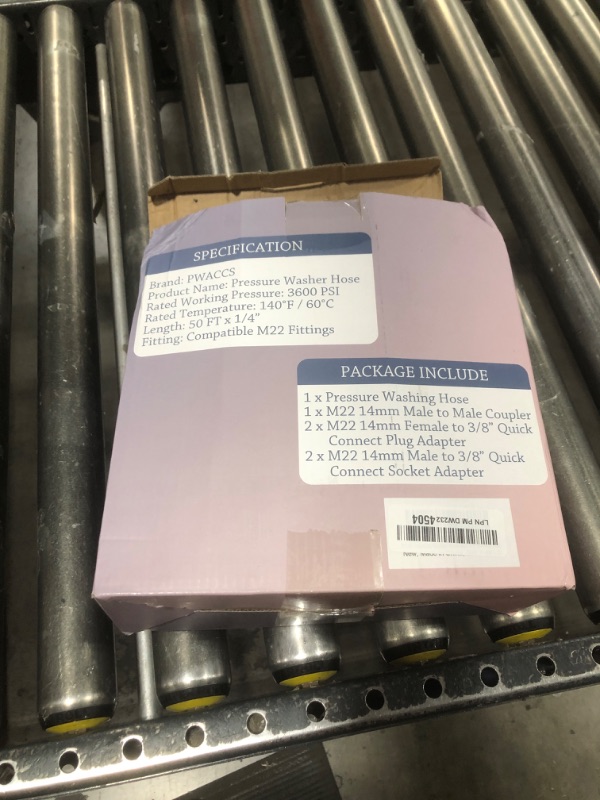 SPECIFICATION
Brand: PWACCS
Product Name: Pressure Washer Hose
Rated Working Pressure: 3600 PSI
Rated Temperature: 140°F / 60°C
Length: 50 FT x 1/4"
Fitting: Compatible M22 Fittings
PACKAGE INCLUDE
1 x Pressure Washing Hose
1 x M22 14mm Male to Male Coupler
2 x M22 14mm Female to 3/8" Quick
Connect Plug Adapter
2 x M22 14mm Male to 3/8" Quick
Connect Socket Adapter
LPN PM DW2324504